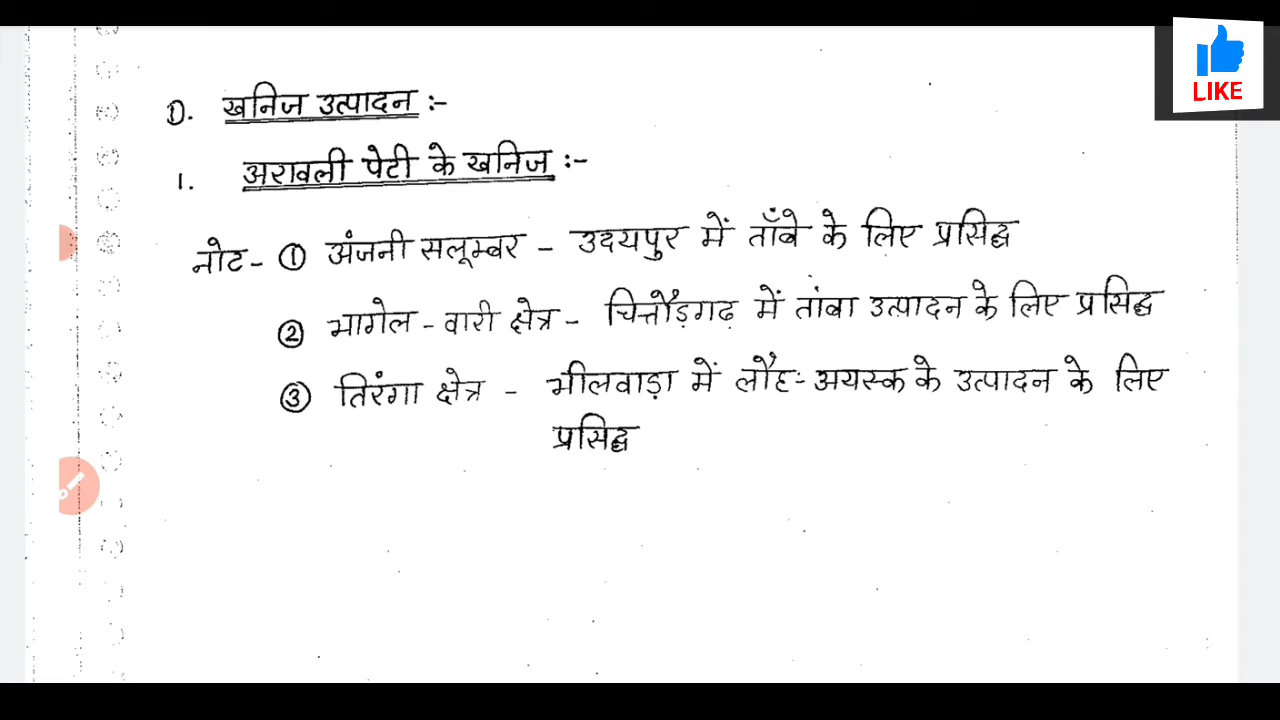 LIKE
D. खनिज उत्पादन :-
1. अरावली पेटी के खनिज :-
नोट - ① अंजनी सलूम्बर - उदयपुर में ताँबे के लिए प्रसिद्ध
② भागेल - वारी क्षेत्र - चित्तौड़गढ़ में तांबा उत्पादन के लिए प्रसिद्ध
③ तिरंगा क्षेत्र - भीलवाड़ा में लौह - अयस्क के उत्पादन के लिए
प्रसिद्ध